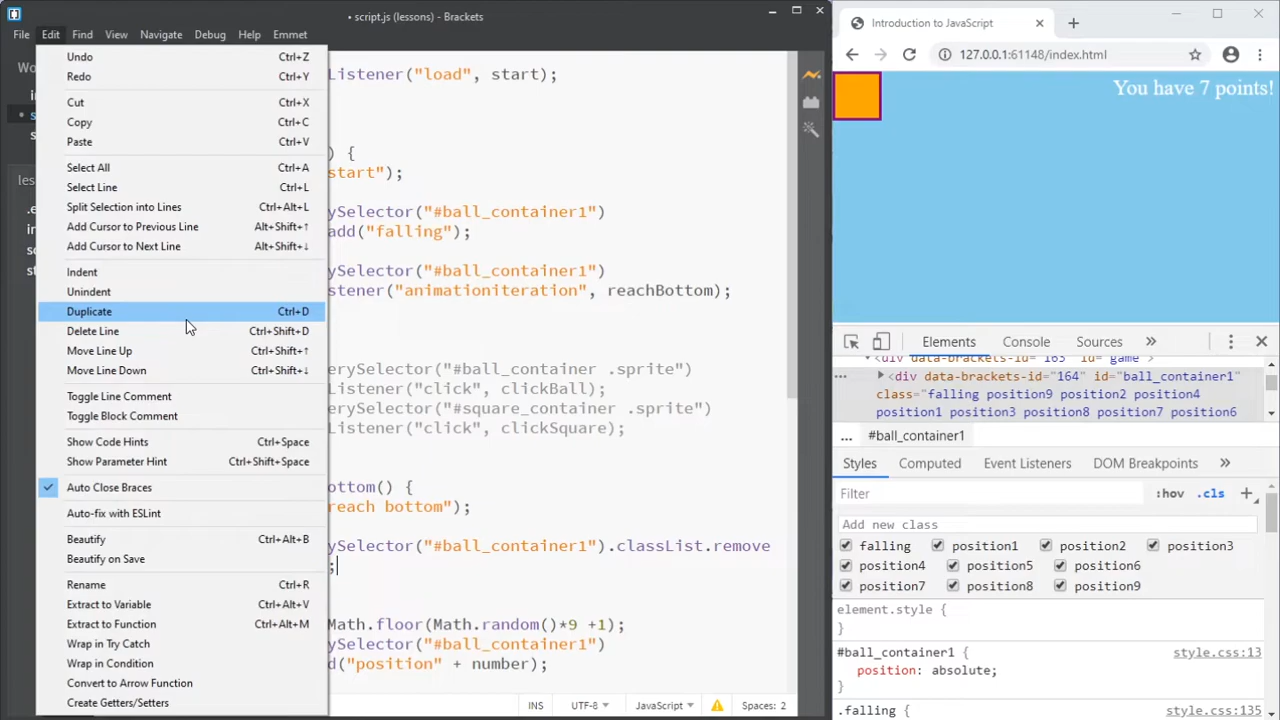 • script.js (lessons) - Brackets
File Edit Find View Navigate Debug Help Emmet
Undo Ctrl+Z
Redo Ctrl+Y
Cut Ctrl+X
Copy Ctrl+C
Paste Ctrl+V
Select All Ctrl+A
Select Line Ctrl+L
Split Selection into Lines Ctrl+Alt+L
Add Cursor to Previous Line Alt+Shift+↑
Add Cursor to Next Line Alt+Shift+↓
Indent
Unindent
Duplicate Ctrl+D
Delete Line Ctrl+Shift+D
Move Line Up Ctrl+Shift+↑
Move Line Down Ctrl+Shift+↓
Toggle Line Comment
Toggle Block Comment
Show Code Hints Ctrl+Space
Show Parameter Hint Ctrl+Shift+Space
Auto Close Braces
Auto-fix with ESLint
Beautify Ctrl+Alt+B
Beautify on Save
Rename Ctrl+R
Extract to Variable Ctrl+Alt+V
Extract to Function Ctrl+Alt+M
Wrap in Try Catch
Wrap in Condition
Convert to Arrow Function
Create Getters/Setters
Listener("load", start);
) {
start");
ySelector("#ball_container1")
add("falling");
ySelector("#ball_container1")
stener("animationiteration", reachBottom);
erySelector("#ball_container .sprite")
Listener("click", clickBall);
erySelector("#square_container .sprite")
Listener("click", clickSquare);
ottom() {
reach bottom");
ySelector("#ball_container1").classList.remove
;
Math.floor(Math.random()*9 +1);
ySelector("#ball_container1")
d("position" + number);
INS UTF-8 JavaScript Spaces: 2
Introduction to JavaScript
127.0.0.1:61148/index.html
You have 7 points!
Elements Console Sources »
<div data-brackets-id="165" id="game">
<div data-brackets-id="164" id="ball_container1"
class="falling position9 position2 position4
position1 position3 position8 position7 position6
... #ball_container1
Styles Computed Event Listeners DOM Breakpoints »
Filter :hov .cls +
Add new class
falling position1 position2 position3
position4 position5 position6
position7 position8 position9
element.style {
}
#ball_container1 { style.css:13
position: absolute;
}
.falling { style.css:135